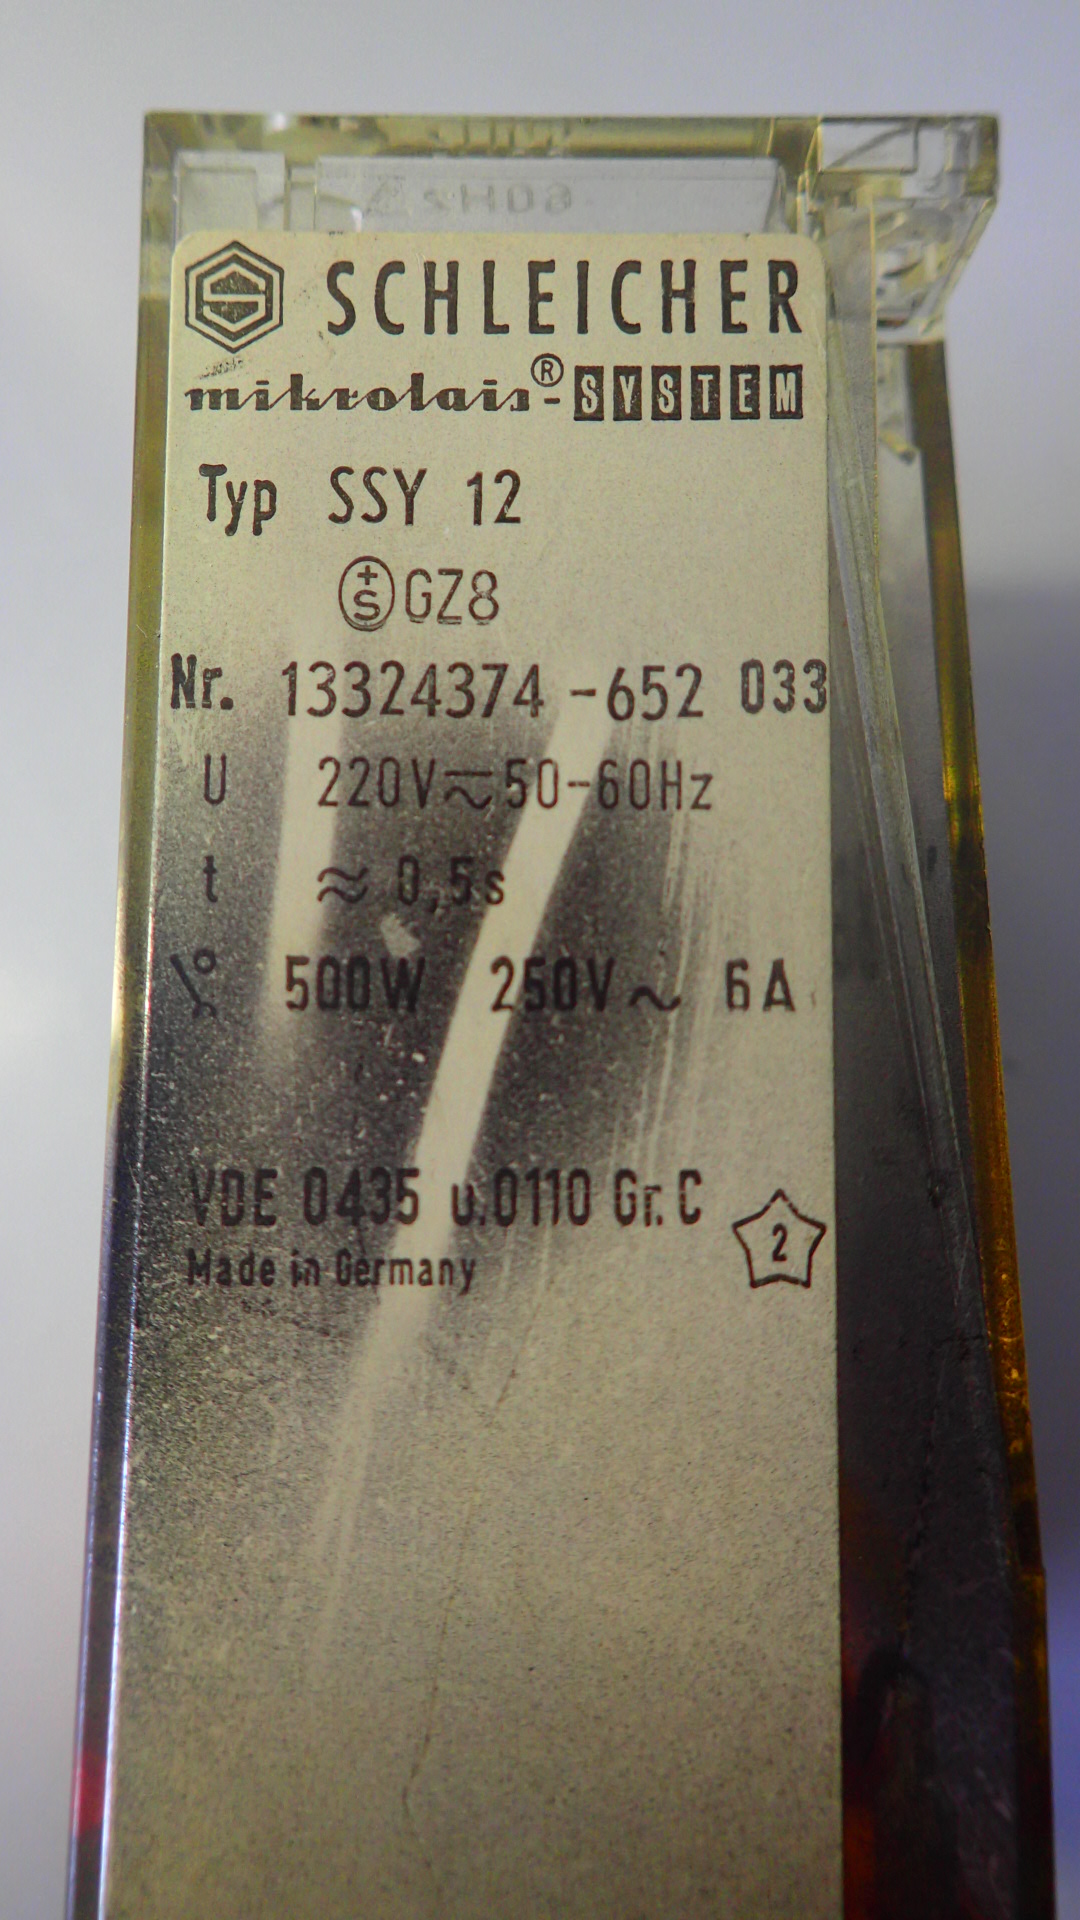 SCHLEICHER
mikrolais®-SYSTEM
Typ SSY 12
+S GZ8
Nr. 13324374-652 033
U 220V≂50-60Hz
t ≈ 0,5s
500W 250V~ 6A
VDE 0435 u.0110 Gr. C
2
Made in Germany